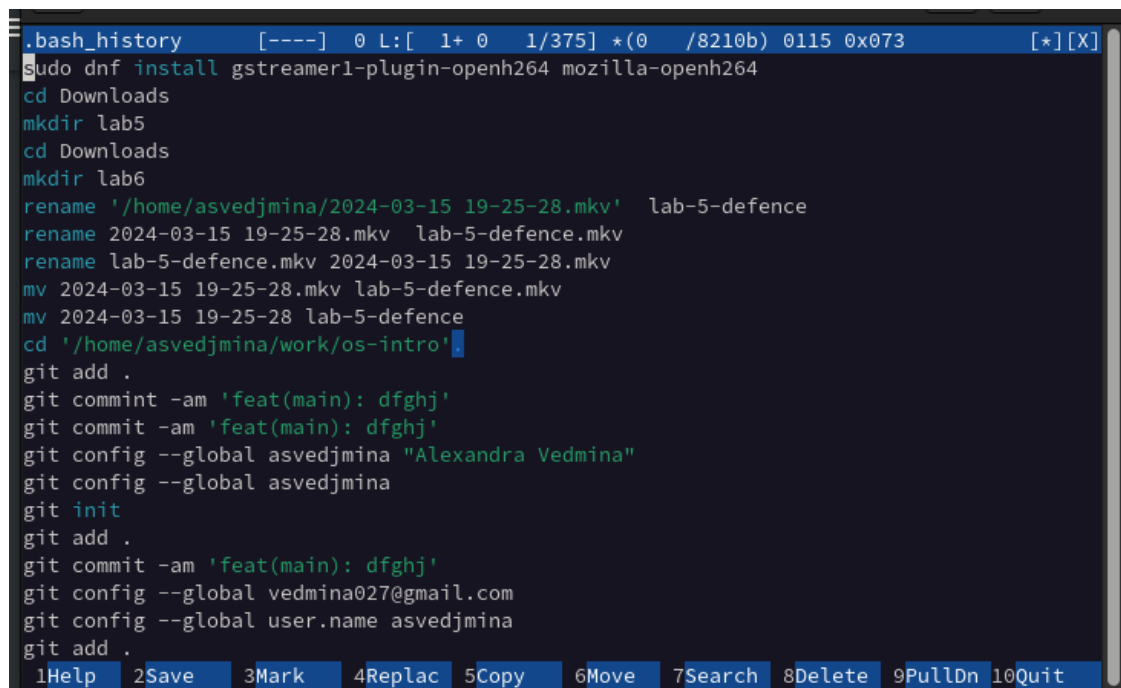 .bash_history [----] 0 L:[ 1+ 0 1/375] *(0 /8210b) 0115 0x073 [*][X]
sudo dnf install gstreamer1-plugin-openh264 mozilla-openh264
cd Downloads
mkdir lab5
cd Downloads
mkdir lab6
rename '/home/asvedjmina/2024-03-15 19-25-28.mkv' lab-5-defence
rename 2024-03-15 19-25-28.mkv lab-5-defence.mkv
rename lab-5-defence.mkv 2024-03-15 19-25-28.mkv
mv 2024-03-15 19-25-28.mkv lab-5-defence.mkv
mv 2024-03-15 19-25-28 lab-5-defence
cd '/home/asvedjmina/work/os-intro'.
git add .
git commint -am 'feat(main): dfghj'
git commit -am 'feat(main): dfghj'
git config --global asvedjmina "Alexandra Vedmina"
git config --global asvedjmina
git init
git add .
git commit -am 'feat(main): dfghj'
git config --global vedmina027@gmail.com
git config --global user.name asvedjmina
git add .
1Help 2Save 3Mark 4Replac 5Copy 6Move 7Search 8Delete 9PullDn 10Quit